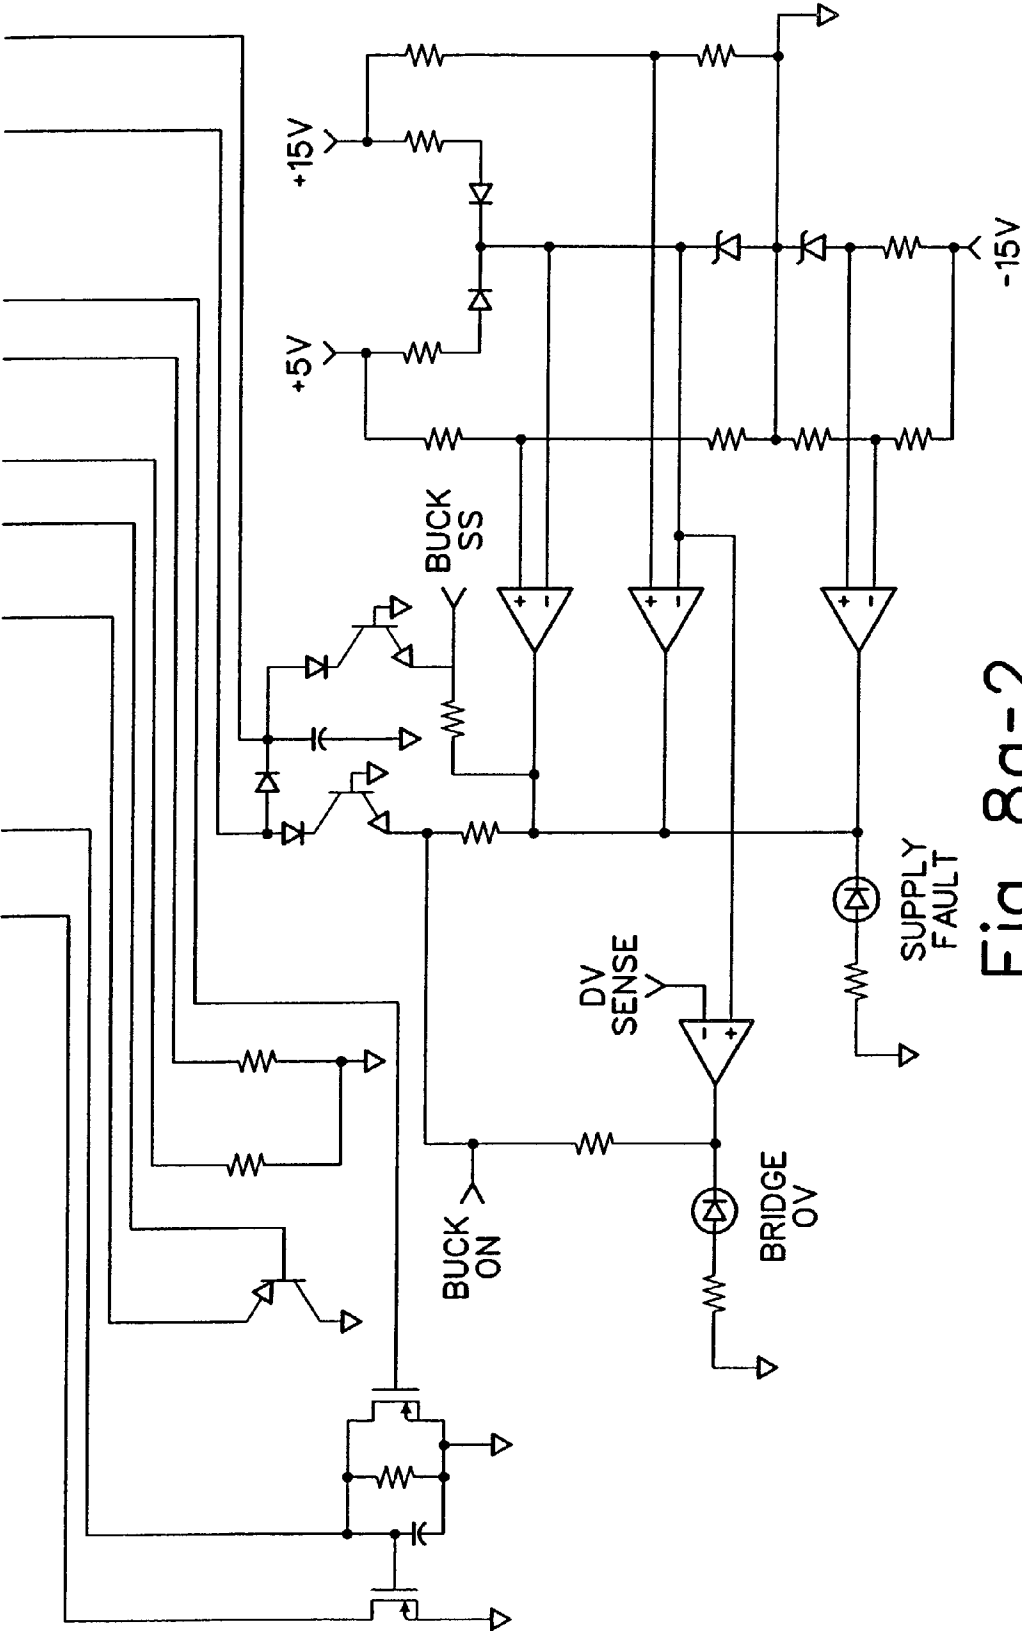 +15V
+5V
-15V
BUCK
SS
+
-
+
-
+
-
DV
SENSE
-
+
SUPPLY
FAULT
BUCK
ON
BRIDGE
OV
Fig. 8a-2